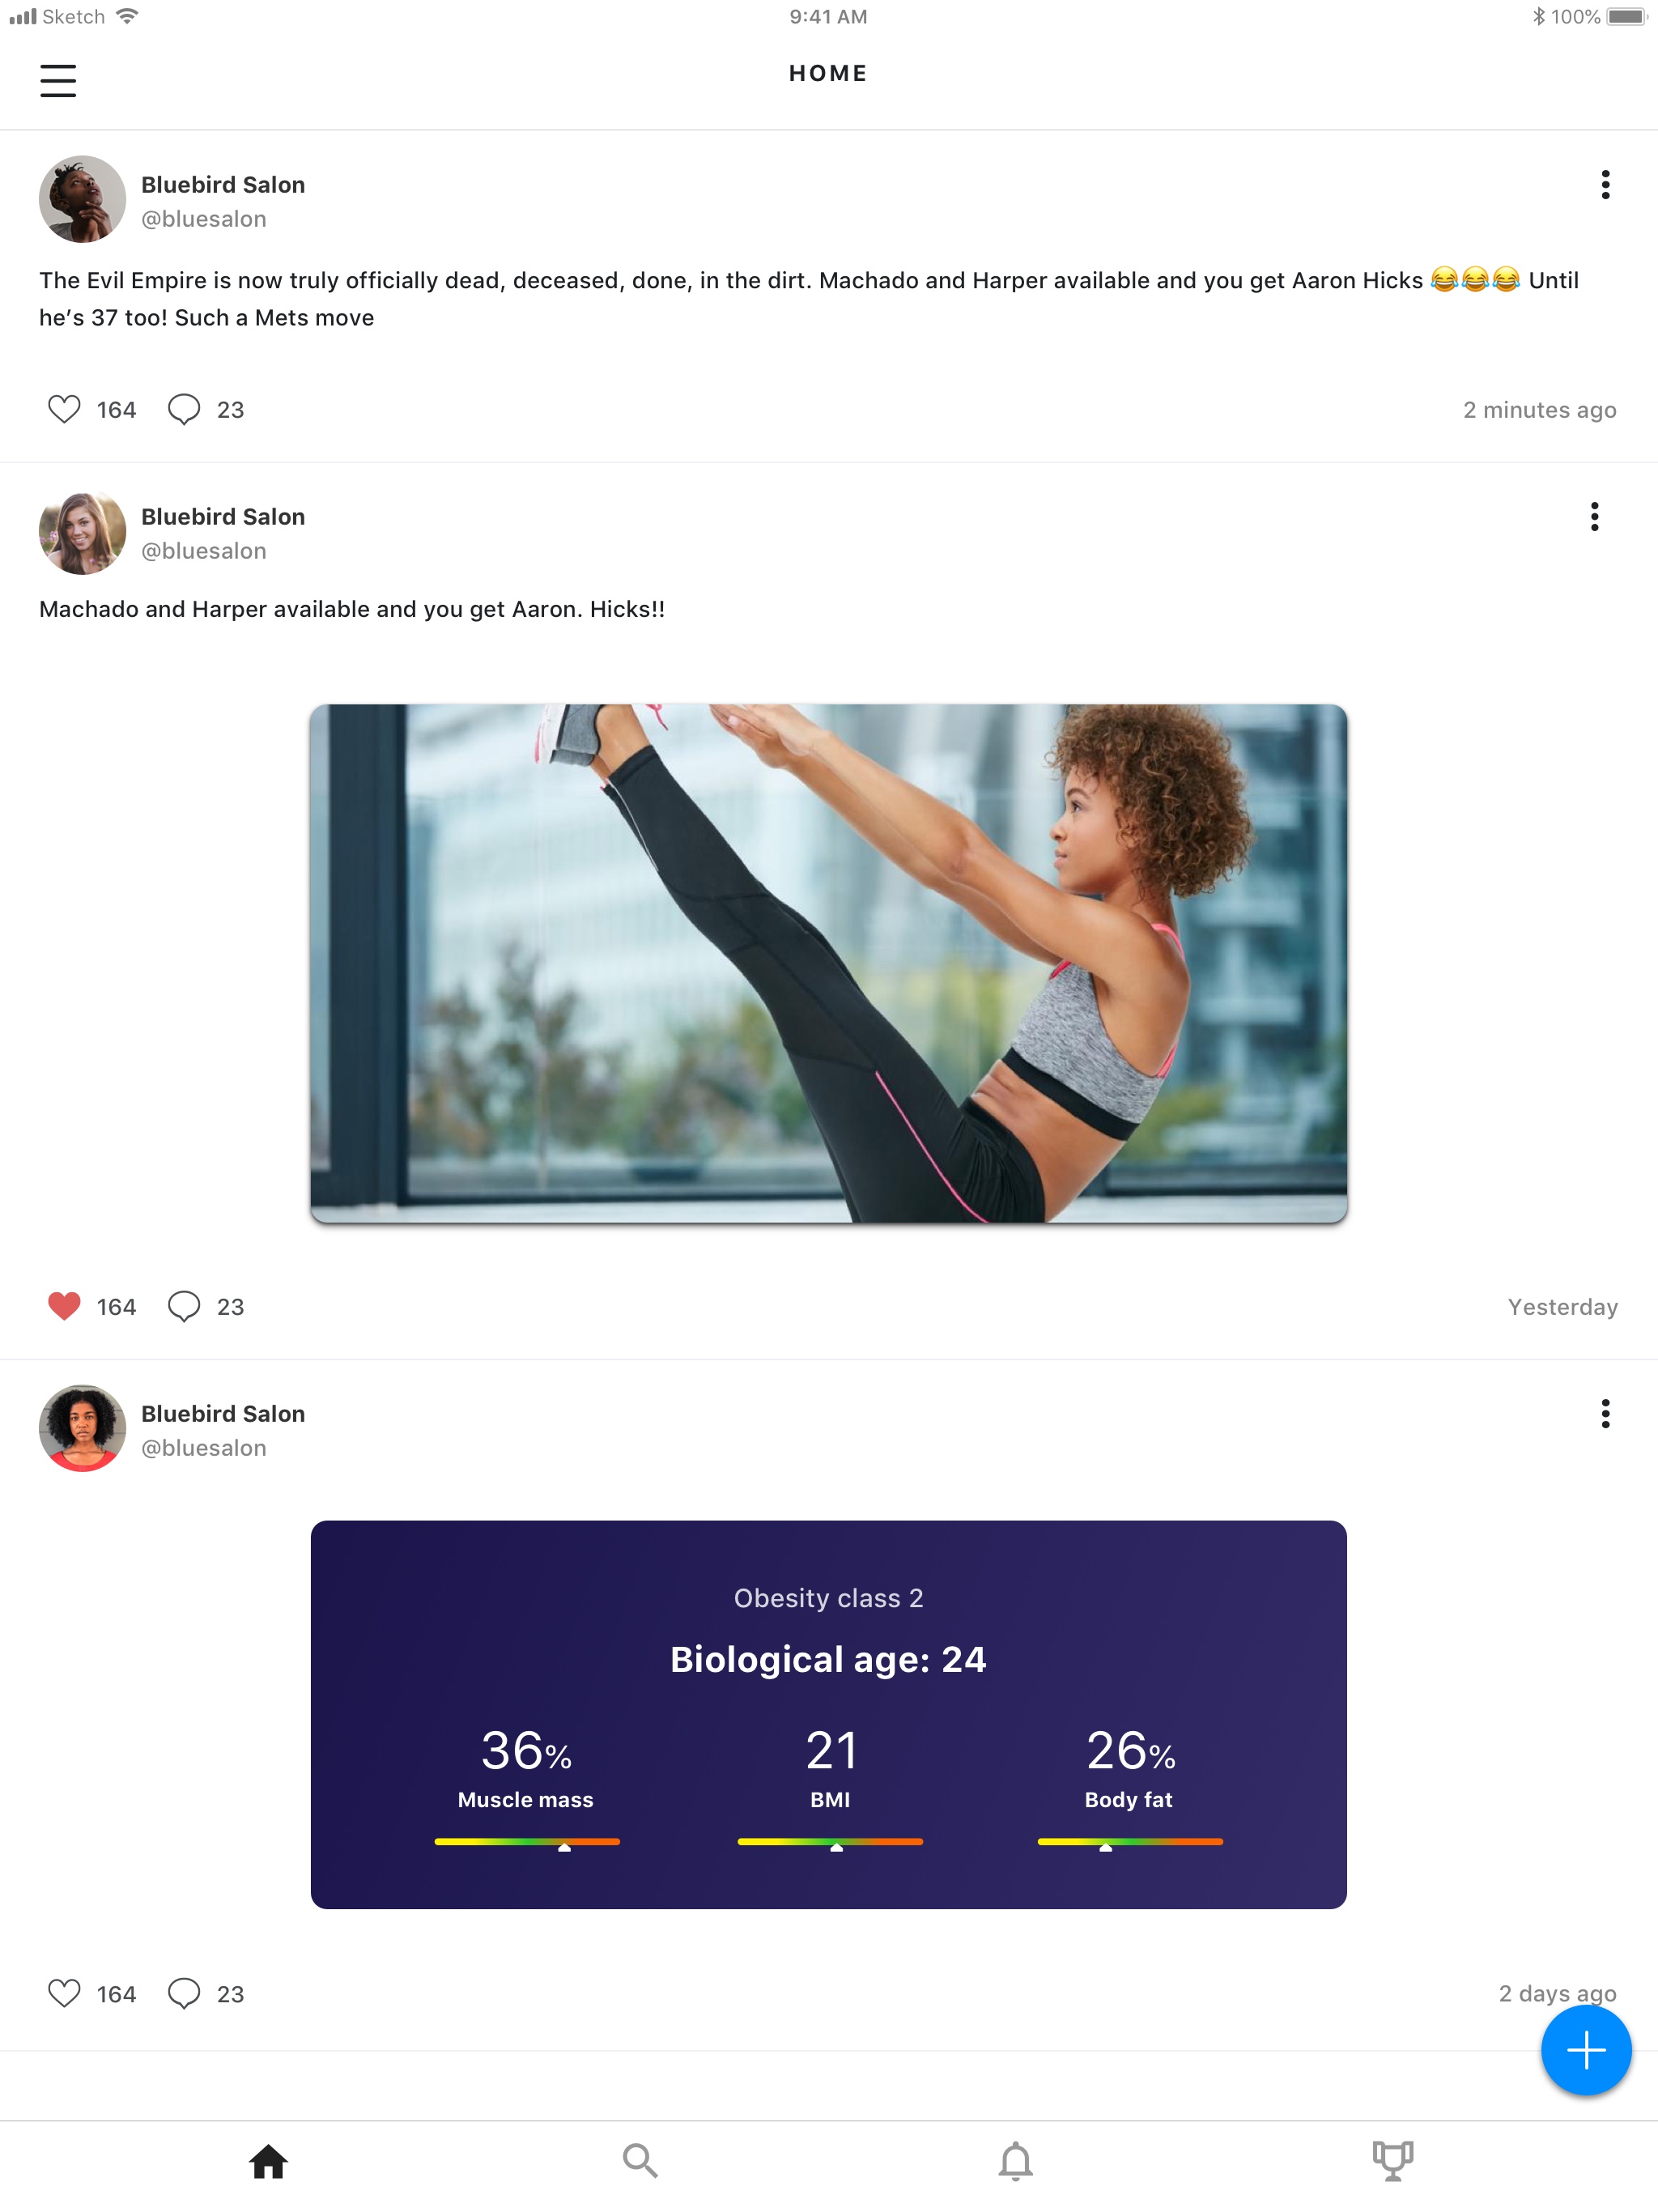 Sketch 9:41 AM 100%
HOME
Bluebird Salon
@bluesalon
The Evil Empire is now truly officially dead, deceased, done, in the dirt. Machado and Harper available and you get Aaron Hicks 😂😂😂 Until
he’s 37 too! Such a Mets move
164 23 2 minutes ago
Bluebird Salon
@bluesalon
Machado and Harper available and you get Aaron. Hicks!!
164 23 Yesterday
Bluebird Salon
@bluesalon
Obesity class 2
Biological age: 24
36% 21 26%
Muscle mass BMI Body fat
164 23 2 days ago